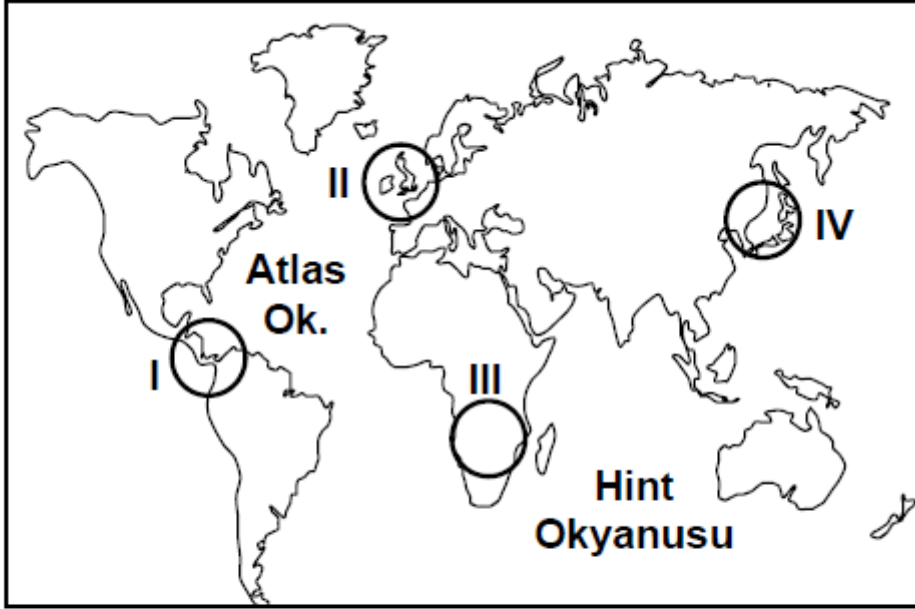 II
IV
Atlas
Ok.
I
III
Hint
Okyanusu